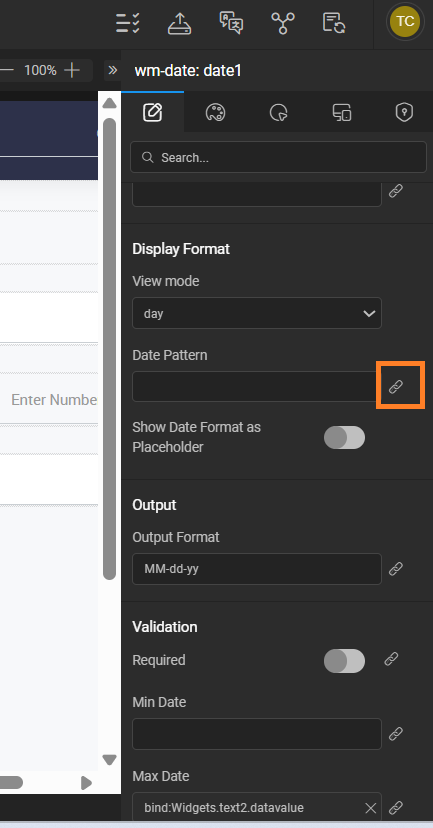 TC
100%
wm-date: date1
Search...
Display Format
View mode
day
Date Pattern
Enter Numbe
Show Date Format as
Placeholder
Output
Output Format
MM-dd-yy
Validation
Required
Min Date
Max Date
bind:Widgets.text2.datavalue